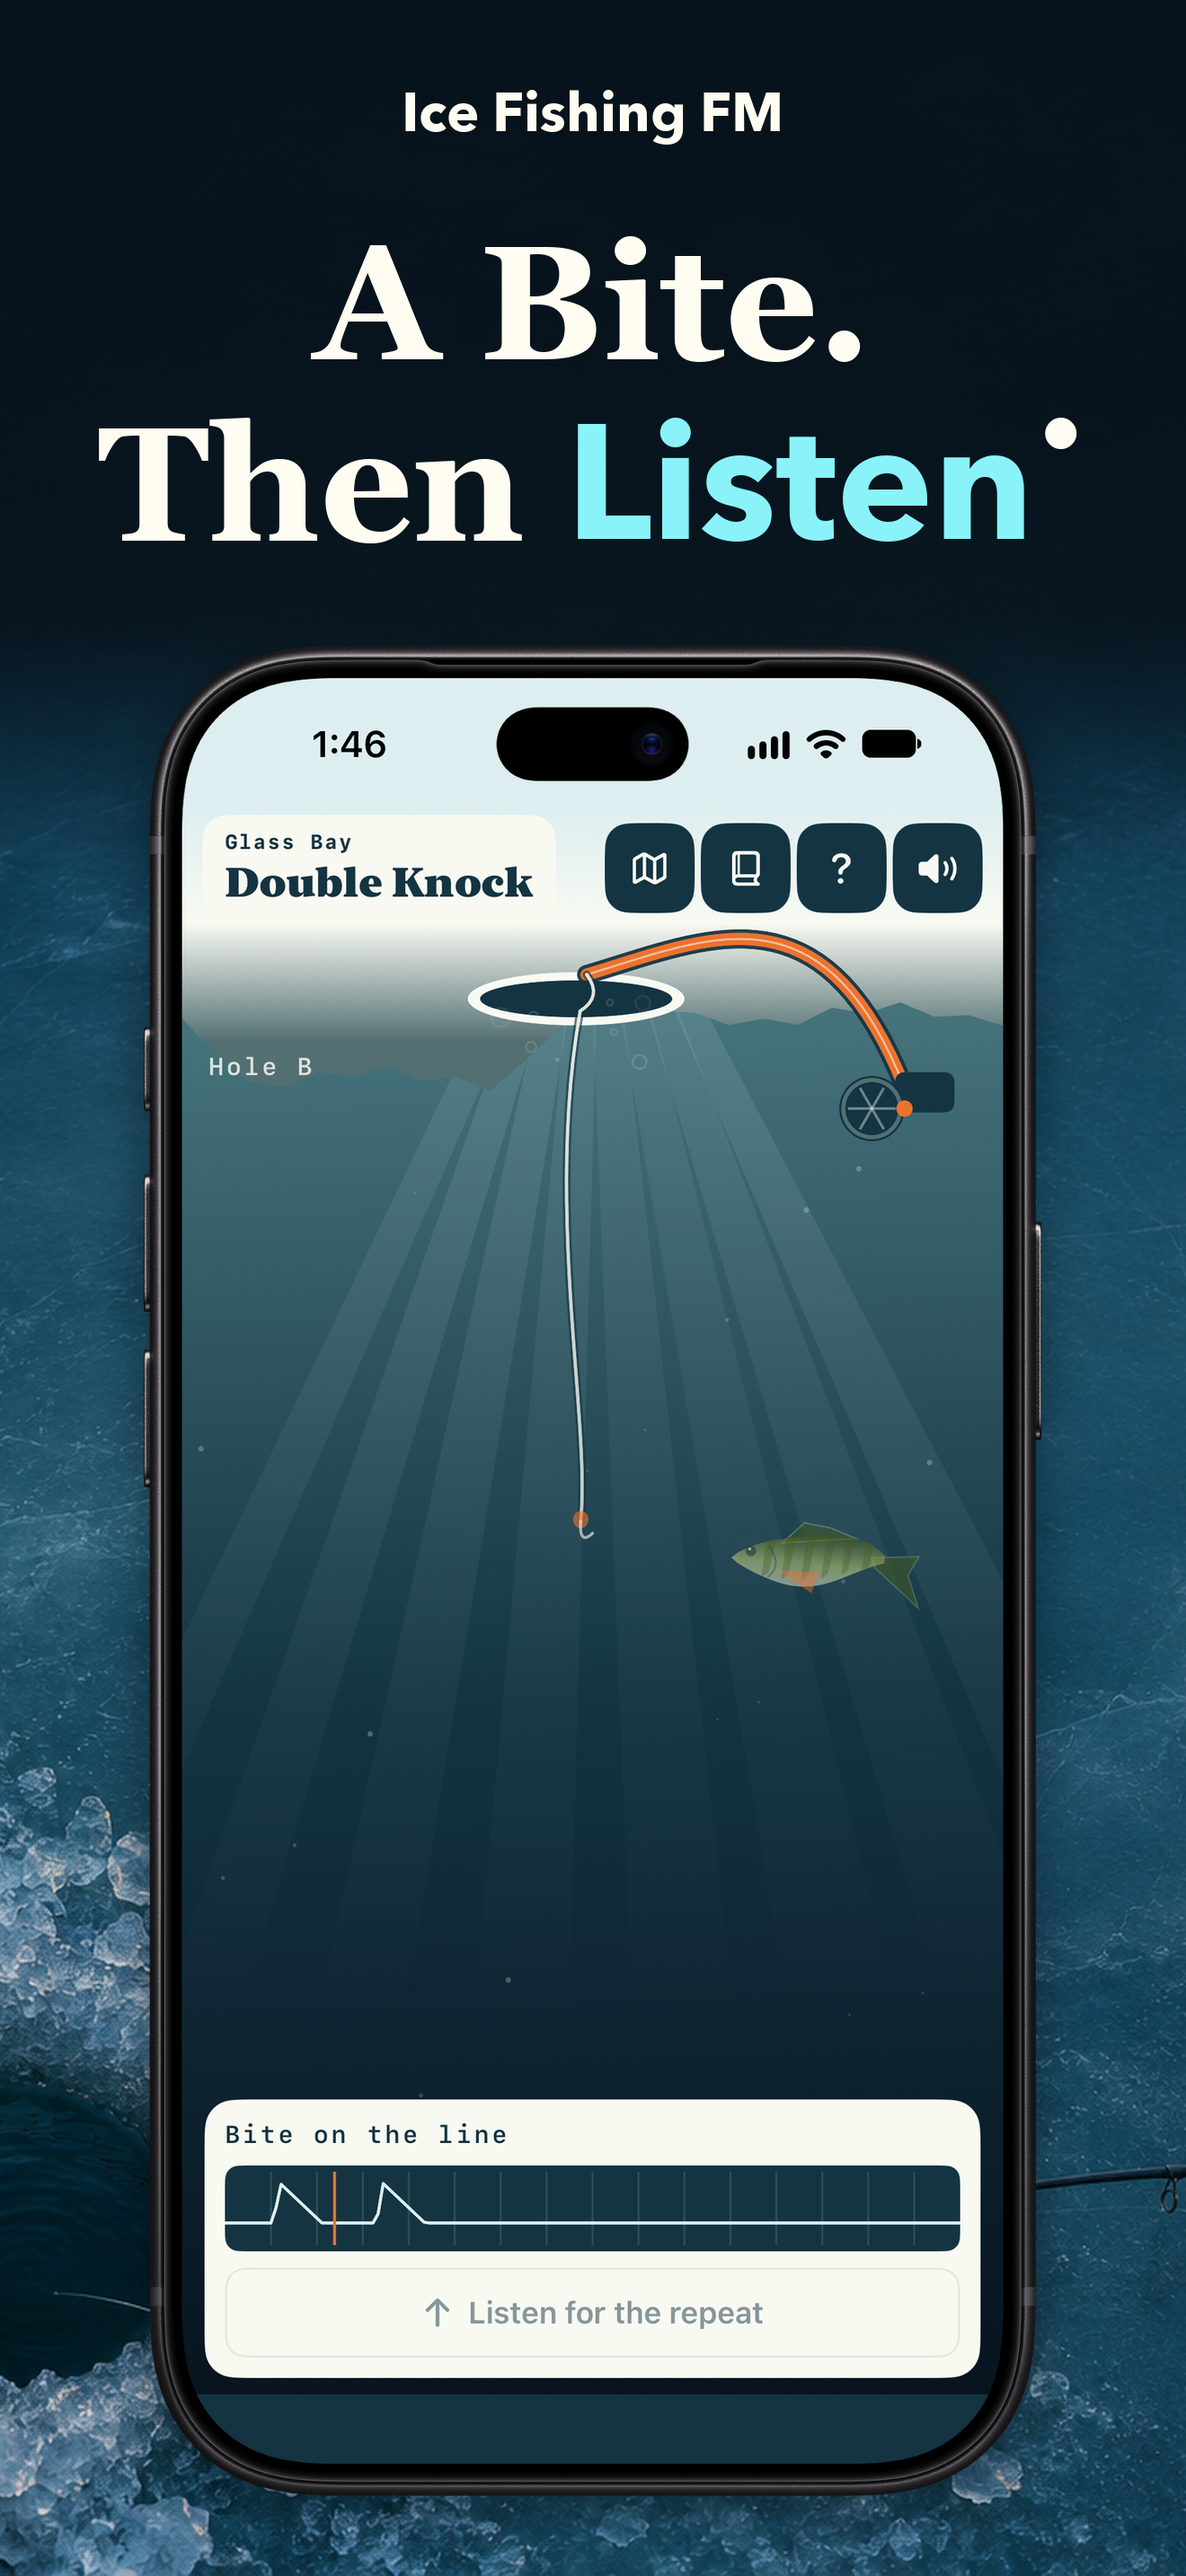 Ice Fishing FM
A Bite.
Then Listen.
1:46
Glass Bay
Double Knock
?
Hole B
Bite on the line
↑ Listen for the repeat